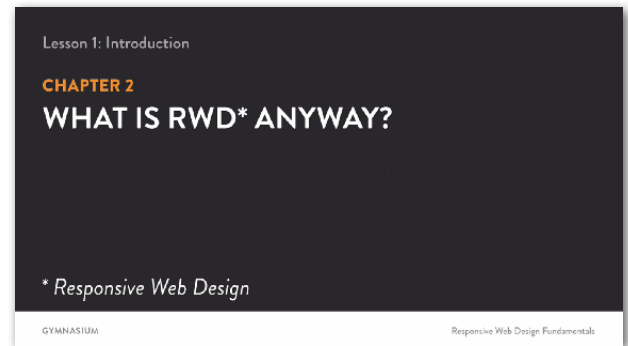 Lesson 1: Introduction
CHAPTER 2
WHAT IS RWD* ANYWAY?
* Responsive Web Design
GYMNASIUM
Responsive Web Design Fundamentals